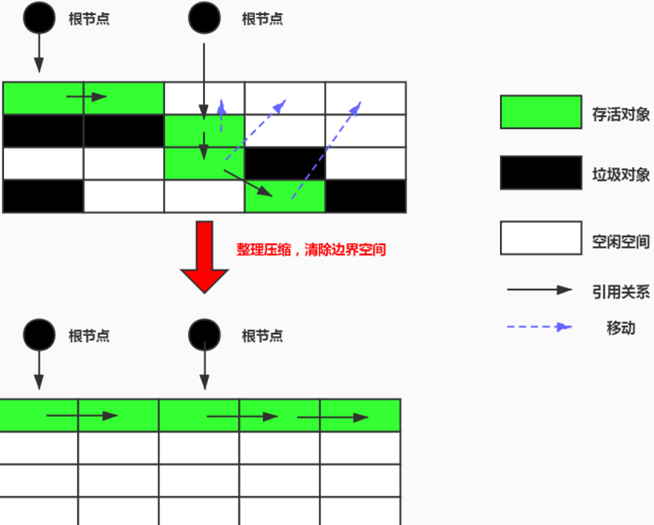 根节点
根节点
存活对象
垃圾对象
空闲空间
整理压缩，清除边界空间
引用关系
移动
根节点
根节点